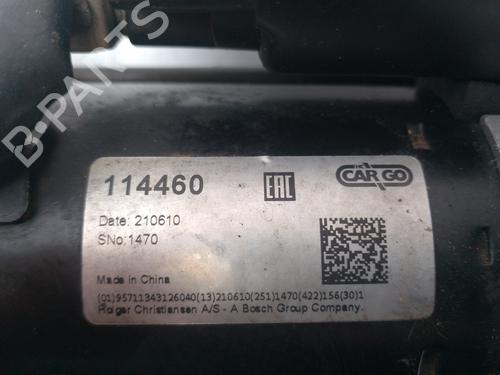 B-PARTS
114460
EAC
CARGO
Date: 210610
SNo:1470
Made in China
(01)95711343126040(13)210610(251)1470(422)156(30)1
Holger Christiansen A/S - A Bosch Group Company.